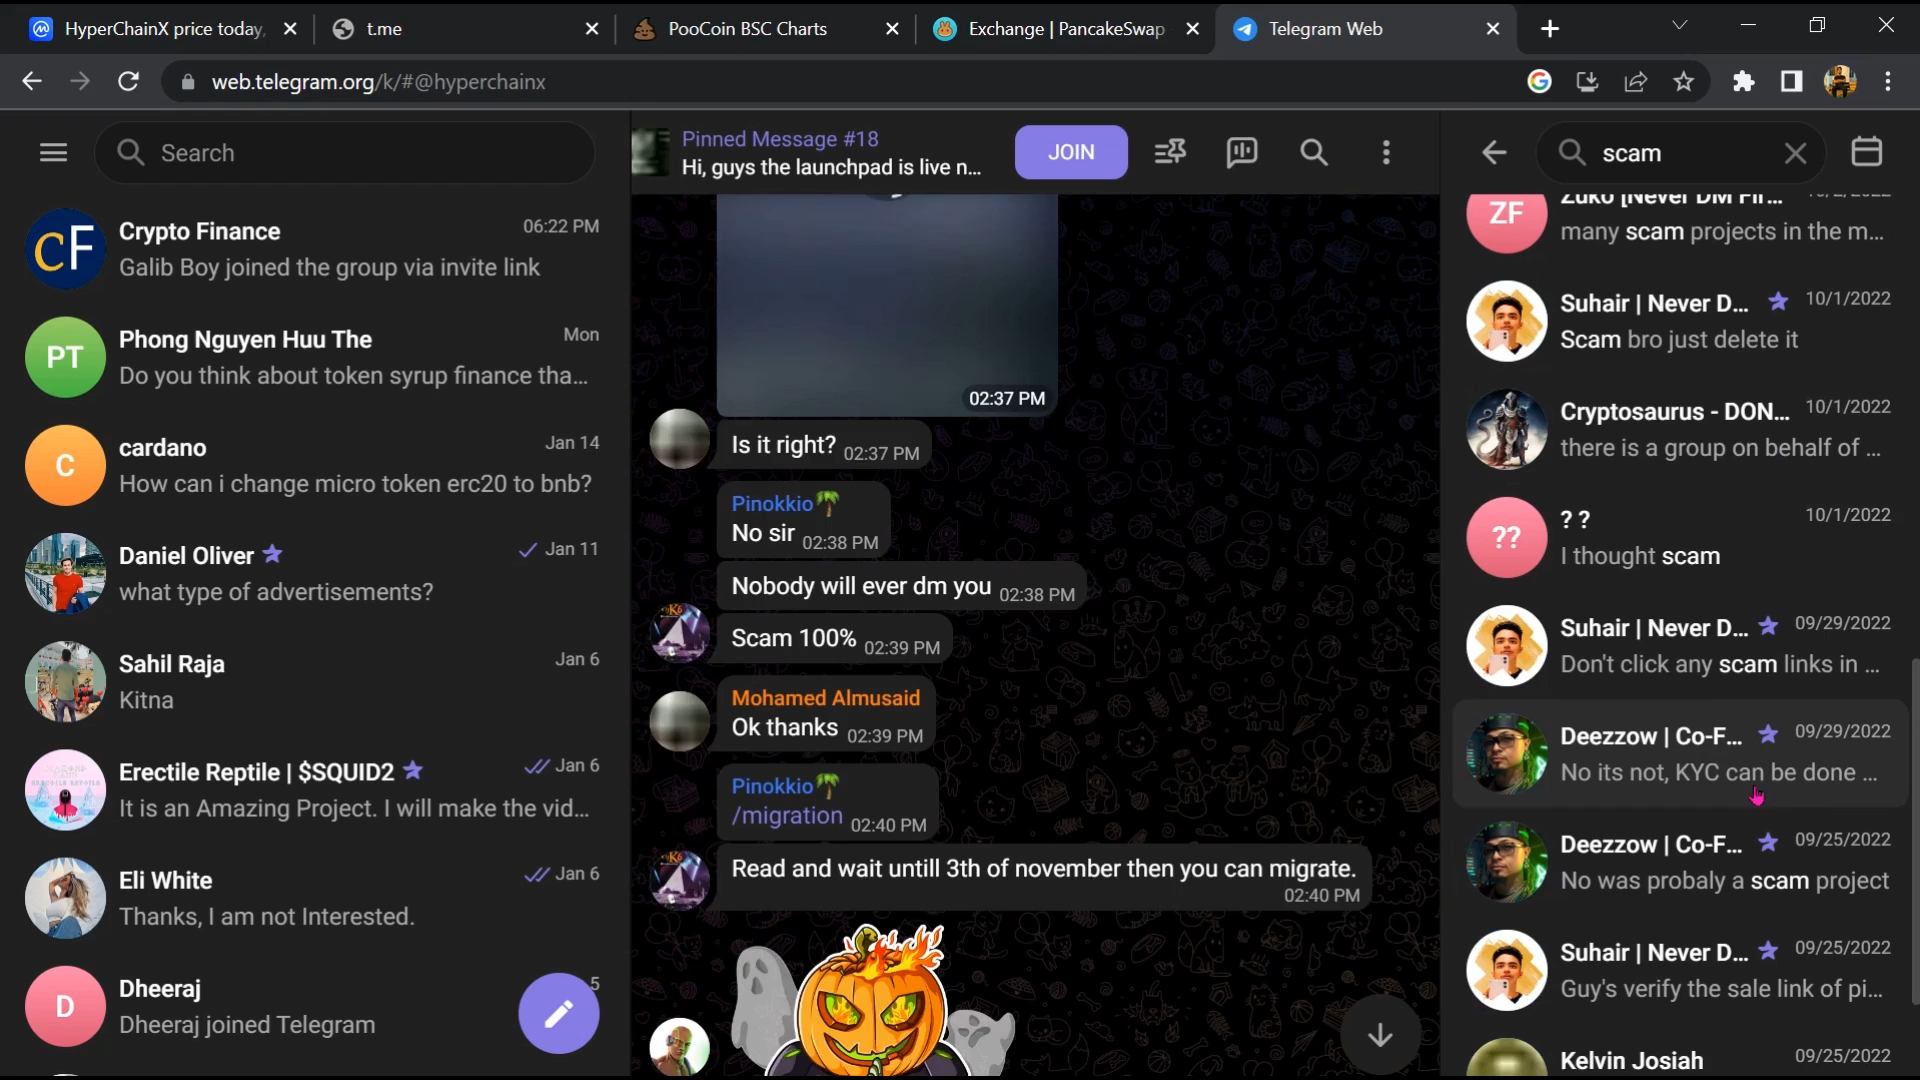 HyperChainX price today,
t.me
PooCoin BSC Charts
Exchange | PancakeSwap
Telegram Web
web.telegram.org/k/#@hyperchainx
Search
Crypto Finance 06:22 PM
Galib Boy joined the group via invite link
PT
Phong Nguyen Huu The Mon
Do you think about token syrup finance tha...
C
cardano Jan 14
How can i change micro token erc20 to bnb?
Daniel Oliver Jan 11
what type of advertisements?
Sahil Raja Jan 6
Kitna
Erectile Reptile | $SQUID2 Jan 6
It is an Amazing Project. I will make the vid...
Eli White Jan 6
Thanks, I am not Interested.
D
Dheeraj 5
Dheeraj joined Telegram
Pinned Message #18
Hi, guys the launchpad is live n...
JOIN
02:37 PM
Is it right? 02:37 PM
Pinokkio🌴
No sir 02:38 PM
Nobody will ever dm you 02:38 PM
Scam 100% 02:39 PM
Mohamed Almusaid
Ok thanks 02:39 PM
Pinokkio🌴
/migration 02:40 PM
Read and wait untill 3th of november then you can migrate.
02:40 PM
scam
ZF
Zuko [Never DM Fir...
many scam projects in the m...
Suhair | Never D... 10/1/2022
Scam bro just delete it
Cryptosaurus - DON... 10/1/2022
there is a group on behalf of ...
??
? ? 10/1/2022
I thought scam
Suhair | Never D... 09/29/2022
Don't click any scam links in ...
Deezzow | Co-F... 09/29/2022
No its not, KYC can be done ...
Deezzow | Co-F... 09/25/2022
No was probaly a scam project
Suhair | Never D... 09/25/2022
Guy's verify the sale link of pi...
Kelvin Josiah 09/25/2022